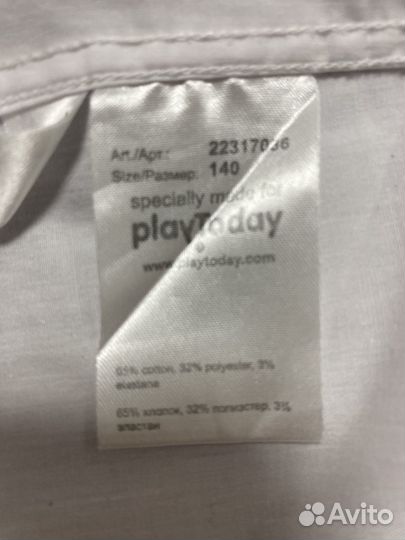 Art./Арт.: 22317036
Size/Размер: 140
specially made for
playToday
®
www.playtoday.com
65% cotton, 32% polyester, 3%
elastane
65% хлопок, 32% полиэстер, 3%
эластан
Avito